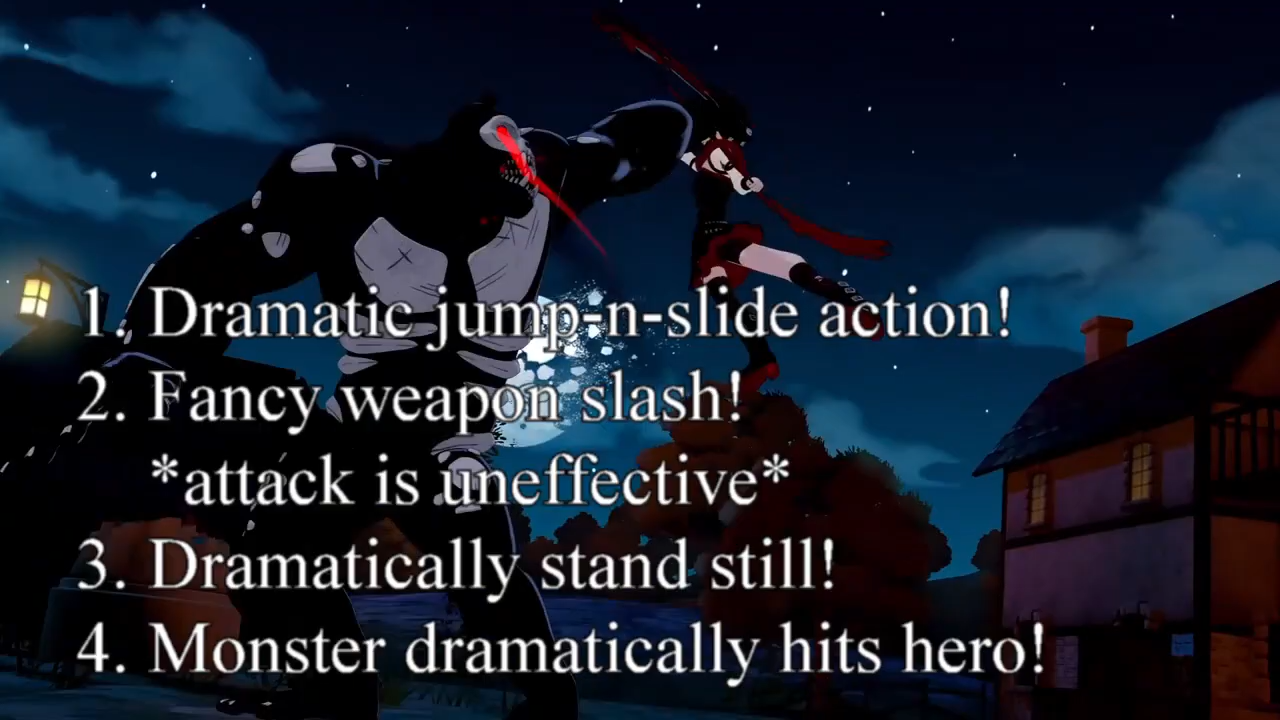 1. Dramatic jump-n-slide action!
2. Fancy weapon slash!
*attack is uneffective*
3. Dramatically stand still!
4. Monster dramatically hits hero!